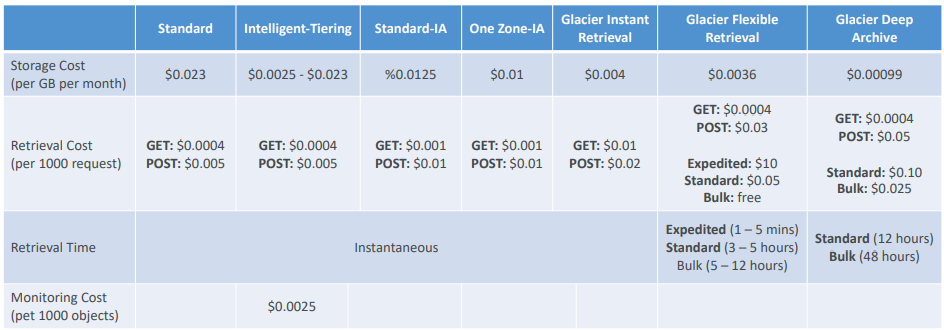 Standard
Intelligent-Tiering
Standard-IA
One Zone-IA
Glacier Instant
Retrieval
Glacier Flexible
Retrieval
Glacier Deep
Archive
Storage Cost
(per GB per month)
$0.023
$0.0025 - $0.023
%0.0125
$0.01
$0.004
$0.0036
$0.00099
Retrieval Cost
(per 1000 request)
GET: $0.0004
POST: $0.005
GET: $0.0004
POST: $0.005
GET: $0.001
POST: $0.01
GET: $0.001
POST: $0.01
GET: $0.01
POST: $0.02
GET: $0.0004
POST: $0.03
Expedited: $10
Standard: $0.05
Bulk: free
GET: $0.0004
POST: $0.05
Standard: $0.10
Bulk: $0.025
Retrieval Time
Instantaneous
Expedited (1 – 5 mins)
Standard (3 – 5 hours)
Bulk (5 – 12 hours)
Standard (12 hours)
Bulk (48 hours)
Monitoring Cost
(pet 1000 objects)
$0.0025